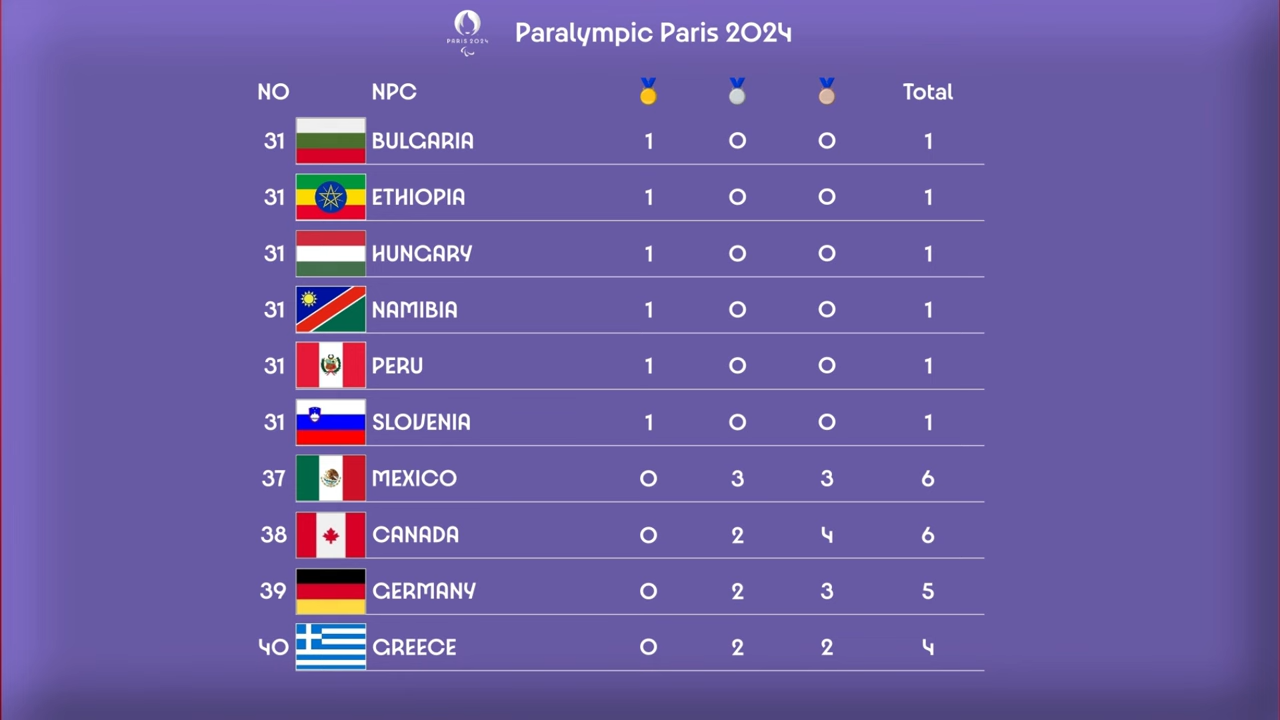 PARIS 2024
Paralympic Paris 2024
NO NPC Total
31 BULGARIA 1 0 0 1
31 ETHIOPIA 1 0 0 1
31 HUNGARY 1 0 0 1
31 NAMIBIA 1 0 0 1
31 PERU 1 0 0 1
31 SLOVENIA 1 0 0 1
37 MEXICO 0 3 3 6
38 CANADA 0 2 4 6
39 GERMANY 0 2 3 5
40 GREECE 0 2 2 4